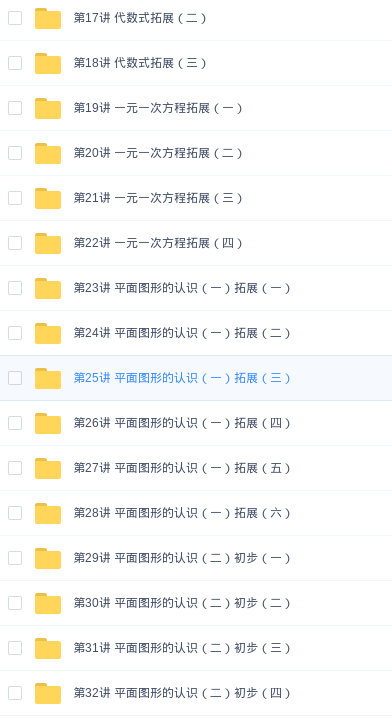 第17讲 代数式拓展（二）
第18讲 代数式拓展（三）
第19讲 一元一次方程拓展（一）
第20讲 一元一次方程拓展（二）
第21讲 一元一次方程拓展（三）
第22讲 一元一次方程拓展（四）
第23讲 平面图形的认识（一）拓展（一）
第24讲 平面图形的认识（一）拓展（二）
第25讲 平面图形的认识（一）拓展（三）
第26讲 平面图形的认识（一）拓展（四）
第27讲 平面图形的认识（一）拓展（五）
第28讲 平面图形的认识（一）拓展（六）
第29讲 平面图形的认识（二）初步（一）
第30讲 平面图形的认识（二）初步（二）
第31讲 平面图形的认识（二）初步（三）
第32讲 平面图形的认识（二）初步（四）